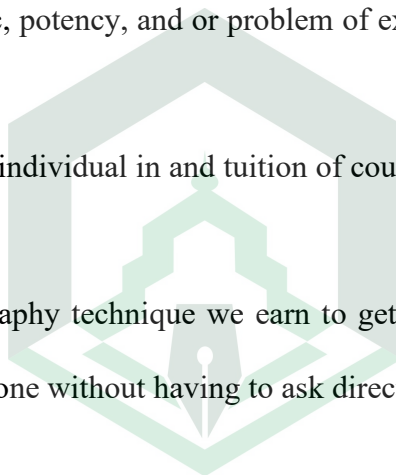 , potency, and or problem of ex
individual in and tuition of cou
aphy technique we earn to get
one without having to ask direc